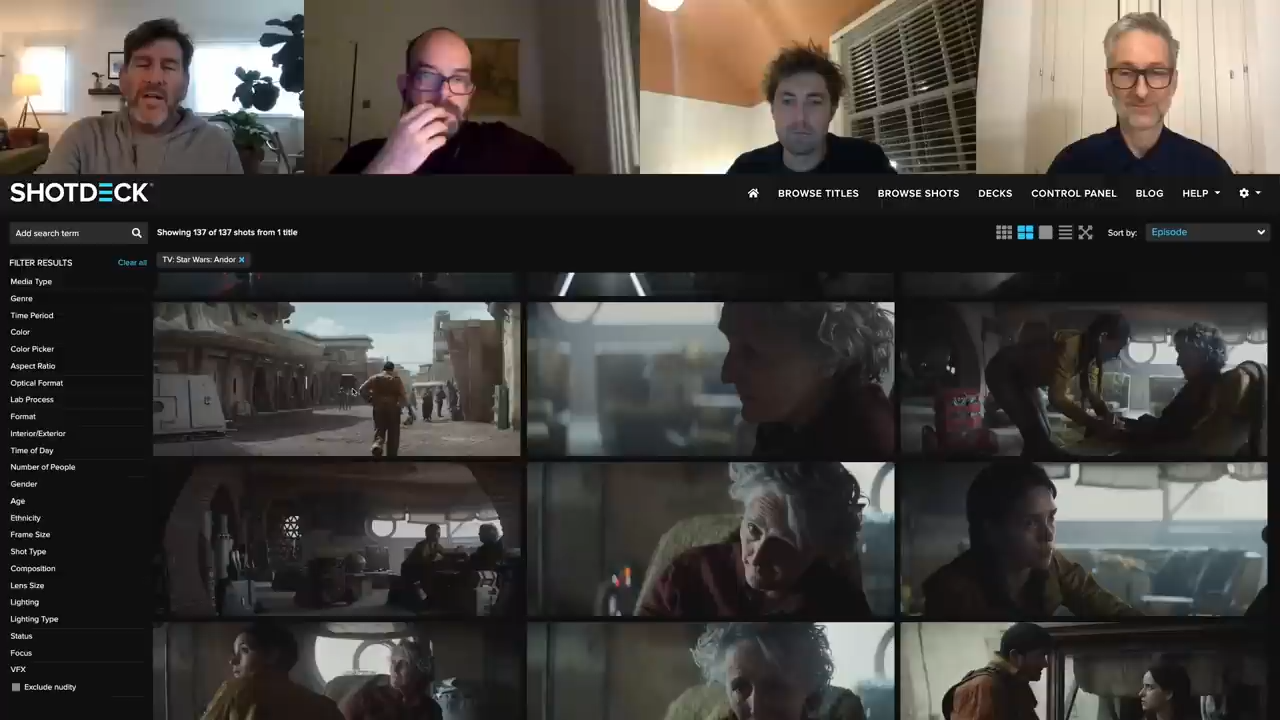 SHOTDECK
BROWSE TITLES
BROWSE SHOTS
DECKS
CONTROL PANEL
BLOG
HELP
Add search term
Showing 137 of 137 shots from 1 title
Sort by:
Episode
FILTER RESULTS
Clear all
TV: Star Wars: Andor ×
Media Type
Genre
Time Period
Color
Color Picker
Aspect Ratio
Optical Format
Lab Process
Format
Interior/Exterior
Time of Day
Number of People
Gender
Age
Ethnicity
Frame Size
Shot Type
Composition
Lens Size
Lighting
Lighting Type
Status
Focus
VFX
Exclude nudity